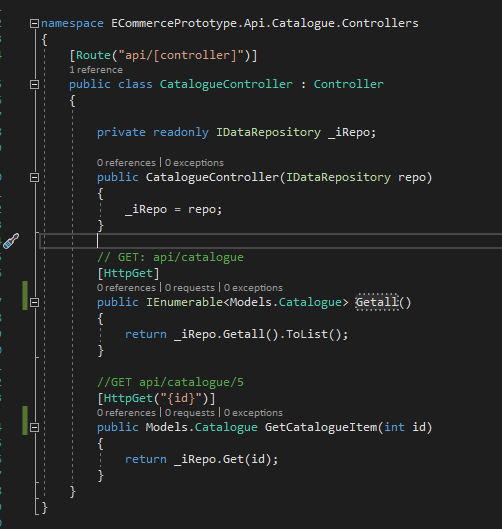 namespace ECommercePrototype.Api.Catalogue.Controllers
{
[Route("api/[controller]")]
1 reference
public class CatalogueController : Controller
{
private readonly IDataRepository _iRepo;
0 references | 0 exceptions
public CatalogueController(IDataRepository repo)
{
_iRepo = repo;
}
// GET: api/catalogue
[HttpGet]
0 references | 0 requests | 0 exceptions
public IEnumerable<Models.Catalogue> Getall()
{
return _iRepo.Getall().ToList();
}
//GET api/catalogue/5
[HttpGet("{id}")]
0 references | 0 requests | 0 exceptions
public Models.Catalogue GetCatalogueItem(int id)
{
return _iRepo.Get(id);
}
}
}